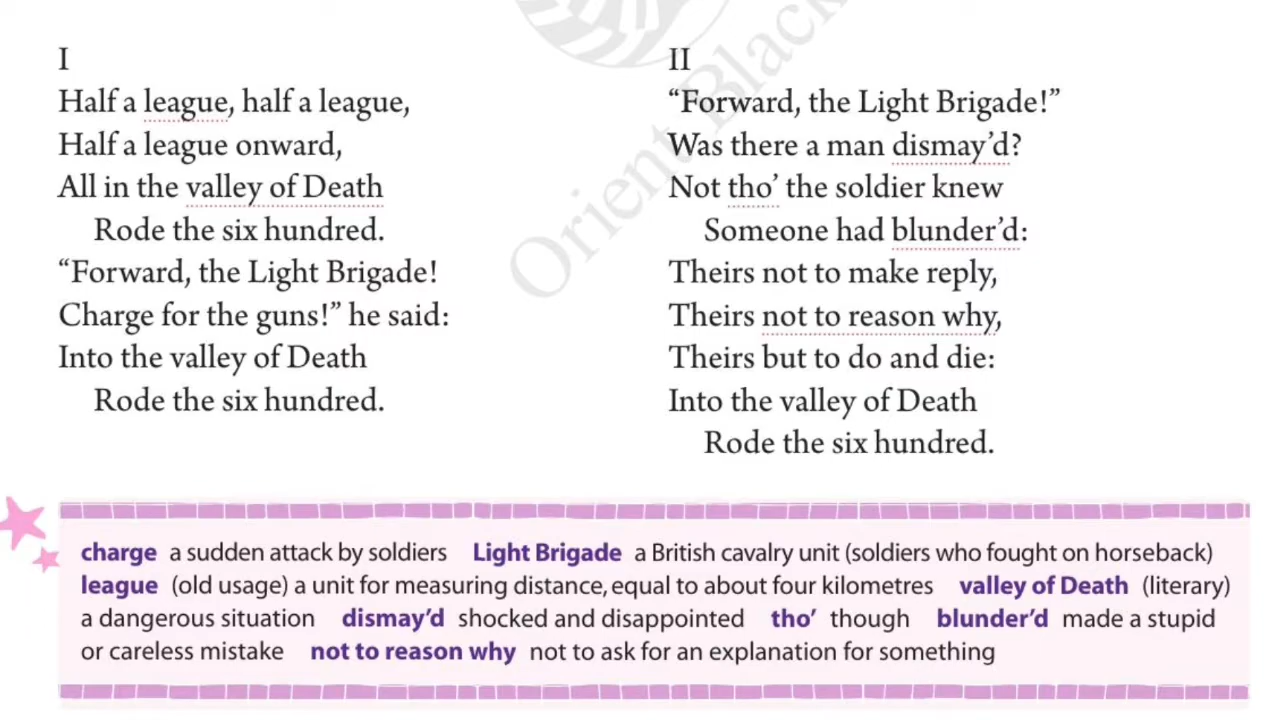 I
Half a league, half a league,
Half a league onward,
All in the valley of Death
Rode the six hundred.
“Forward, the Light Brigade!
Charge for the guns!” he said:
Into the valley of Death
Rode the six hundred.
II
“Forward, the Light Brigade!”
Was there a man dismay’d?
Not tho’ the soldier knew
Someone had blunder’d:
Theirs not to make reply,
Theirs not to reason why,
Theirs but to do and die:
Into the valley of Death
Rode the six hundred.
charge a sudden attack by soldiers Light Brigade a British cavalry unit (soldiers who fought on horseback)
league (old usage) a unit for measuring distance, equal to about four kilometres valley of Death (literary)
a dangerous situation dismay’d shocked and disappointed tho’ though blunder’d made a stupid
or careless mistake not to reason why not to ask for an explanation for something
Orient Black